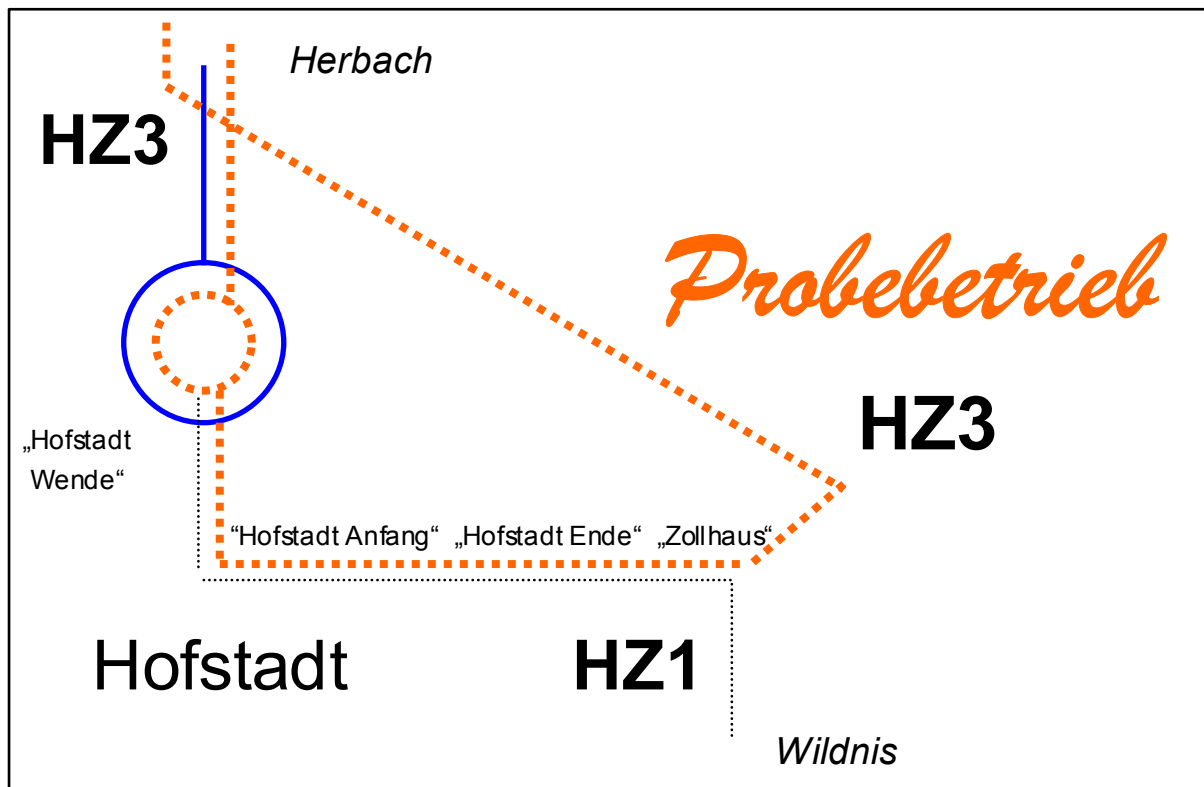 Herbach
HZ3
Probebetrieb
HZ3
„Hofstadt
Wende“
“Hofstadt Anfang“ „Hofstadt Ende“ „Zollhaus“
Hofstadt
HZ1
Wildnis